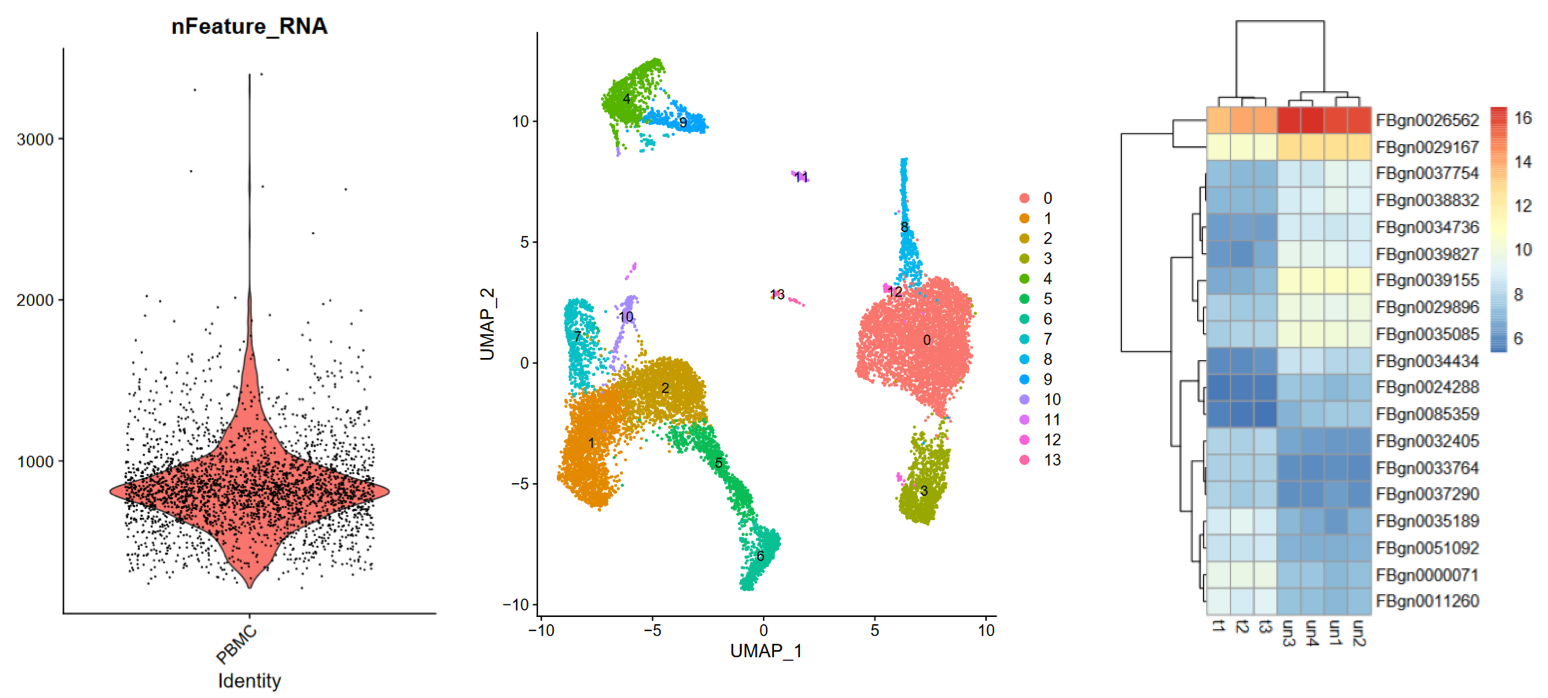 nFeature_RNA
3000
2000
1000
PBMC
Identity
UMAP_2
10
5
0
−5
−10
−10
−5
0
5
10
UMAP_1
4
9
11
8
13
12
10
7
0
2
1
5
3
6
0
1
2
3
4
5
6
7
8
9
10
11
12
13
FBgn0026562
FBgn0029167
FBgn0037754
FBgn0038832
FBgn0034736
FBgn0039827
FBgn0039155
FBgn0029896
FBgn0035085
FBgn0034434
FBgn0024288
FBgn0085359
FBgn0032405
FBgn0033764
FBgn0037290
FBgn0035189
FBgn0051092
FBgn0000071
FBgn0011260
t1
t2
t3
un3
un4
un1
un2
16
14
12
10
8
6